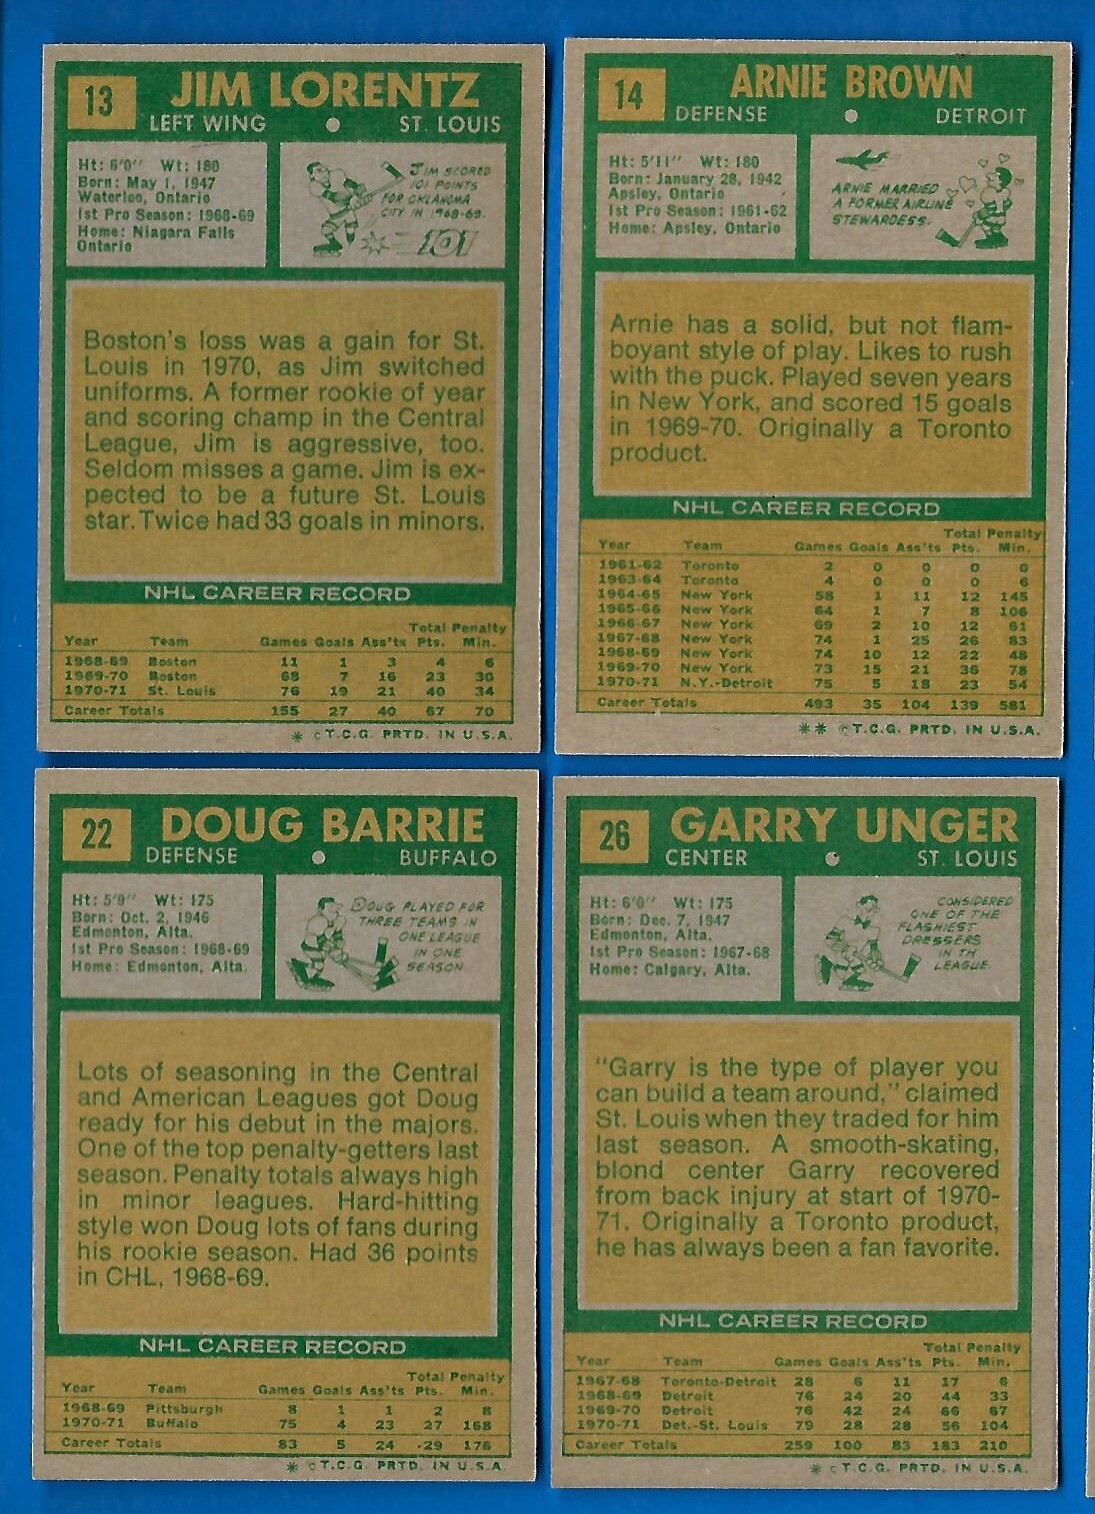 13 JIM LORENTZ
LEFT WING ST. LOUIS
Ht: 6'0" Wt: 180
Born: May 1, 1947
Waterloo, Ontario
1st Pro Season: 1968-69
Home: Niagara Falls
Ontario
JIM SCORED
101 POINTS
FOR OKLAHOMA
CITY IN 1968-69.
101
Boston's loss was a gain for St.
Louis in 1970, as Jim switched
uniforms. A former rookie of year
and scoring champ in the Central
League, Jim is aggressive, too.
Seldom misses a game. Jim is ex-
pected to be a future St. Louis
star. Twice had 33 goals in minors.
NHL CAREER RECORD
Total Penalty
Year Team Games Goals Ass'ts Pts. Min.
1968-69 Boston 11 1 3 4 6
1969-70 Boston 68 7 16 23 30
1970-71 St. Louis 76 19 21 40 34
Career Totals 155 27 40 67 70
* © T.C.G. PRTD. IN U.S.A.
14 ARNIE BROWN
DEFENSE DETROIT
Ht: 5'11" Wt: 180
Born: January 28, 1942
Apsley, Ontario
1st Pro Season: 1961-62
Home: Apsley, Ontario
ARNIE MARRIED
A FORMER AIRLINE
STEWARDESS.
Arnie has a solid, but not flam-
boyant style of play. Likes to rush
with the puck. Played seven years
in New York, and scored 15 goals
in 1969-70. Originally a Toronto
product.
NHL CAREER RECORD
Total Penalty
Year Team Games Goals Ass'ts Pts. Min.
1961-62 Toronto 2 0 0 0 0
1963-64 Toronto 4 0 0 0 6
1964-65 New York 58 1 11 12 145
1965-66 New York 64 1 7 8 106
1966-67 New York 69 2 10 12 61
1967-68 New York 74 1 25 26 83
1968-69 New York 74 10 12 22 48
1969-70 New York 73 15 21 36 78
1970-71 N.Y.-Detroit 75 5 18 23 54
Career Totals 493 35 104 139 581
** © T.C.G. PRTD. IN U.S.A.
22 DOUG BARRIE
DEFENSE BUFFALO
Ht: 5'9" Wt: 175
Born: Oct. 2, 1946
Edmonton, Alta.
1st Pro Season: 1968-69
Home: Edmonton, Alta.
DOUG PLAYED FOR
THREE TEAMS IN
ONE LEAGUE
IN ONE
SEASON
Lots of seasoning in the Central
and American Leagues got Doug
ready for his debut in the majors.
One of the top penalty-getters last
season. Penalty totals always high
in minor leagues. Hard-hitting
style won Doug lots of fans during
his rookie season. Had 36 points
in CHL, 1968-69.
NHL CAREER RECORD
Total Penalty
Year Team Games Goals Ass'ts Pts. Min.
1968-69 Pittsburgh 8 1 1 2 8
1970-71 Buffalo 75 4 23 27 168
Career Totals 83 5 24 29 176
* © T.C.G. PRTD. IN U.S.A.
26 GARRY UNGER
CENTER ST. LOUIS
Ht: 6'0" Wt: 175
Born: Dec. 7, 1947
Edmonton, Alta.
1st Pro Season: 1967-68
Home: Calgary, Alta.
CONSIDERED
ONE OF THE
FLASHIEST
DRESSERS
IN TH
LEAGUE.
"Garry is the type of player you
can build a team around," claimed
St. Louis when they traded for him
last season. A smooth-skating,
blond center Garry recovered
from back injury at start of 1970-
71. Originally a Toronto product,
he has always been a fan favorite.
NHL CAREER RECORD
Total Penalty
Year Team Games Goals Ass'ts Pts. Min.
1967-68 Toronto-Detroit 28 6 11 17 6
1968-69 Detroit 76 24 20 44 33
1969-70 Detroit 76 42 24 66 67
1970-71 Det.-St. Louis 79 28 28 56 104
Career Totals 259 100 83 183 210
* © T.C.G. PRTD. IN U.S.A.